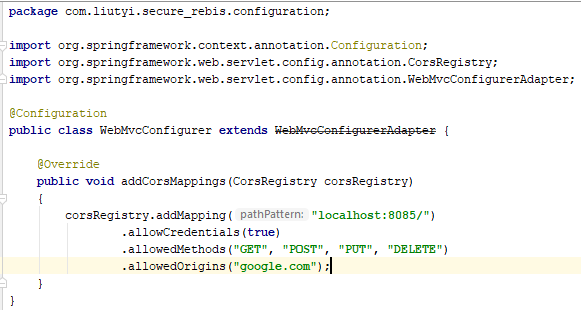 package com.liutyi.secure_rebis.configuration;
import org.springframework.context.annotation.Configuration;
import org.springframework.web.servlet.config.annotation.CorsRegistry;
import org.springframework.web.servlet.config.annotation.WebMvcConfigurerAdapter;
@Configuration
public class WebMvcConfigurer extends WebMvcConfigurerAdapter {
@Override
public void addCorsMappings(CorsRegistry corsRegistry)
{
corsRegistry.addMapping( pathPattern: "localhost:8085/")
.allowCredentials(true)
.allowedMethods("GET", "POST", "PUT", "DELETE")
.allowedOrigins("google.com");
}
}